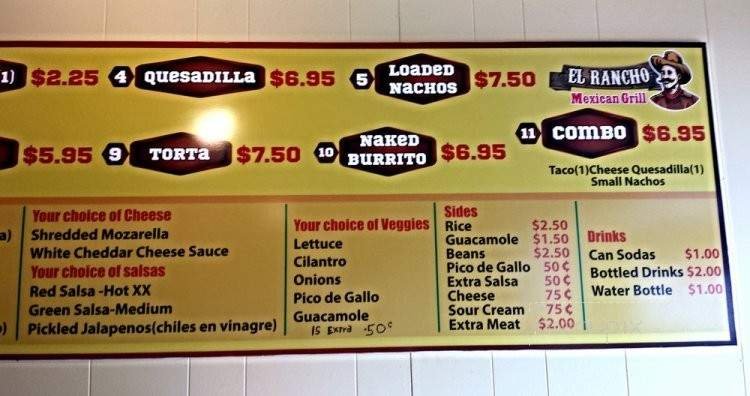 1) $2.25 4 QUESADILLA $6.95 5 LOADED NACHOS $7.50
EL RANCHO
Mexican Grill
$5.95 9 TORTA $7.50 10 NAKED BURRITO $6.95 11 COMBO $6.95
Taco(1)Cheese Quesadilla(1)
Small Nachos
a)
)
Your choice of Cheese
Shredded Mozarella
White Cheddar Cheese Sauce
Your choice of salsas
Red Salsa -Hot XX
Green Salsa-Medium
Pickled Jalapenos(chiles en vinagre)
Your choice of Veggies
Lettuce
Cilantro
Onions
Pico de Gallo
Guacamole
is Extra .50¢
Sides
Rice $2.50
Guacamole $1.50
Beans $2.50
Pico de Gallo 50 ¢
Extra Salsa 50 ¢
Cheese 75 ¢
Sour Cream 75 ¢
Extra Meat $2.00
Drinks
Can Sodas $1.00
Bottled Drinks $2.00
Water Bottle $1.00